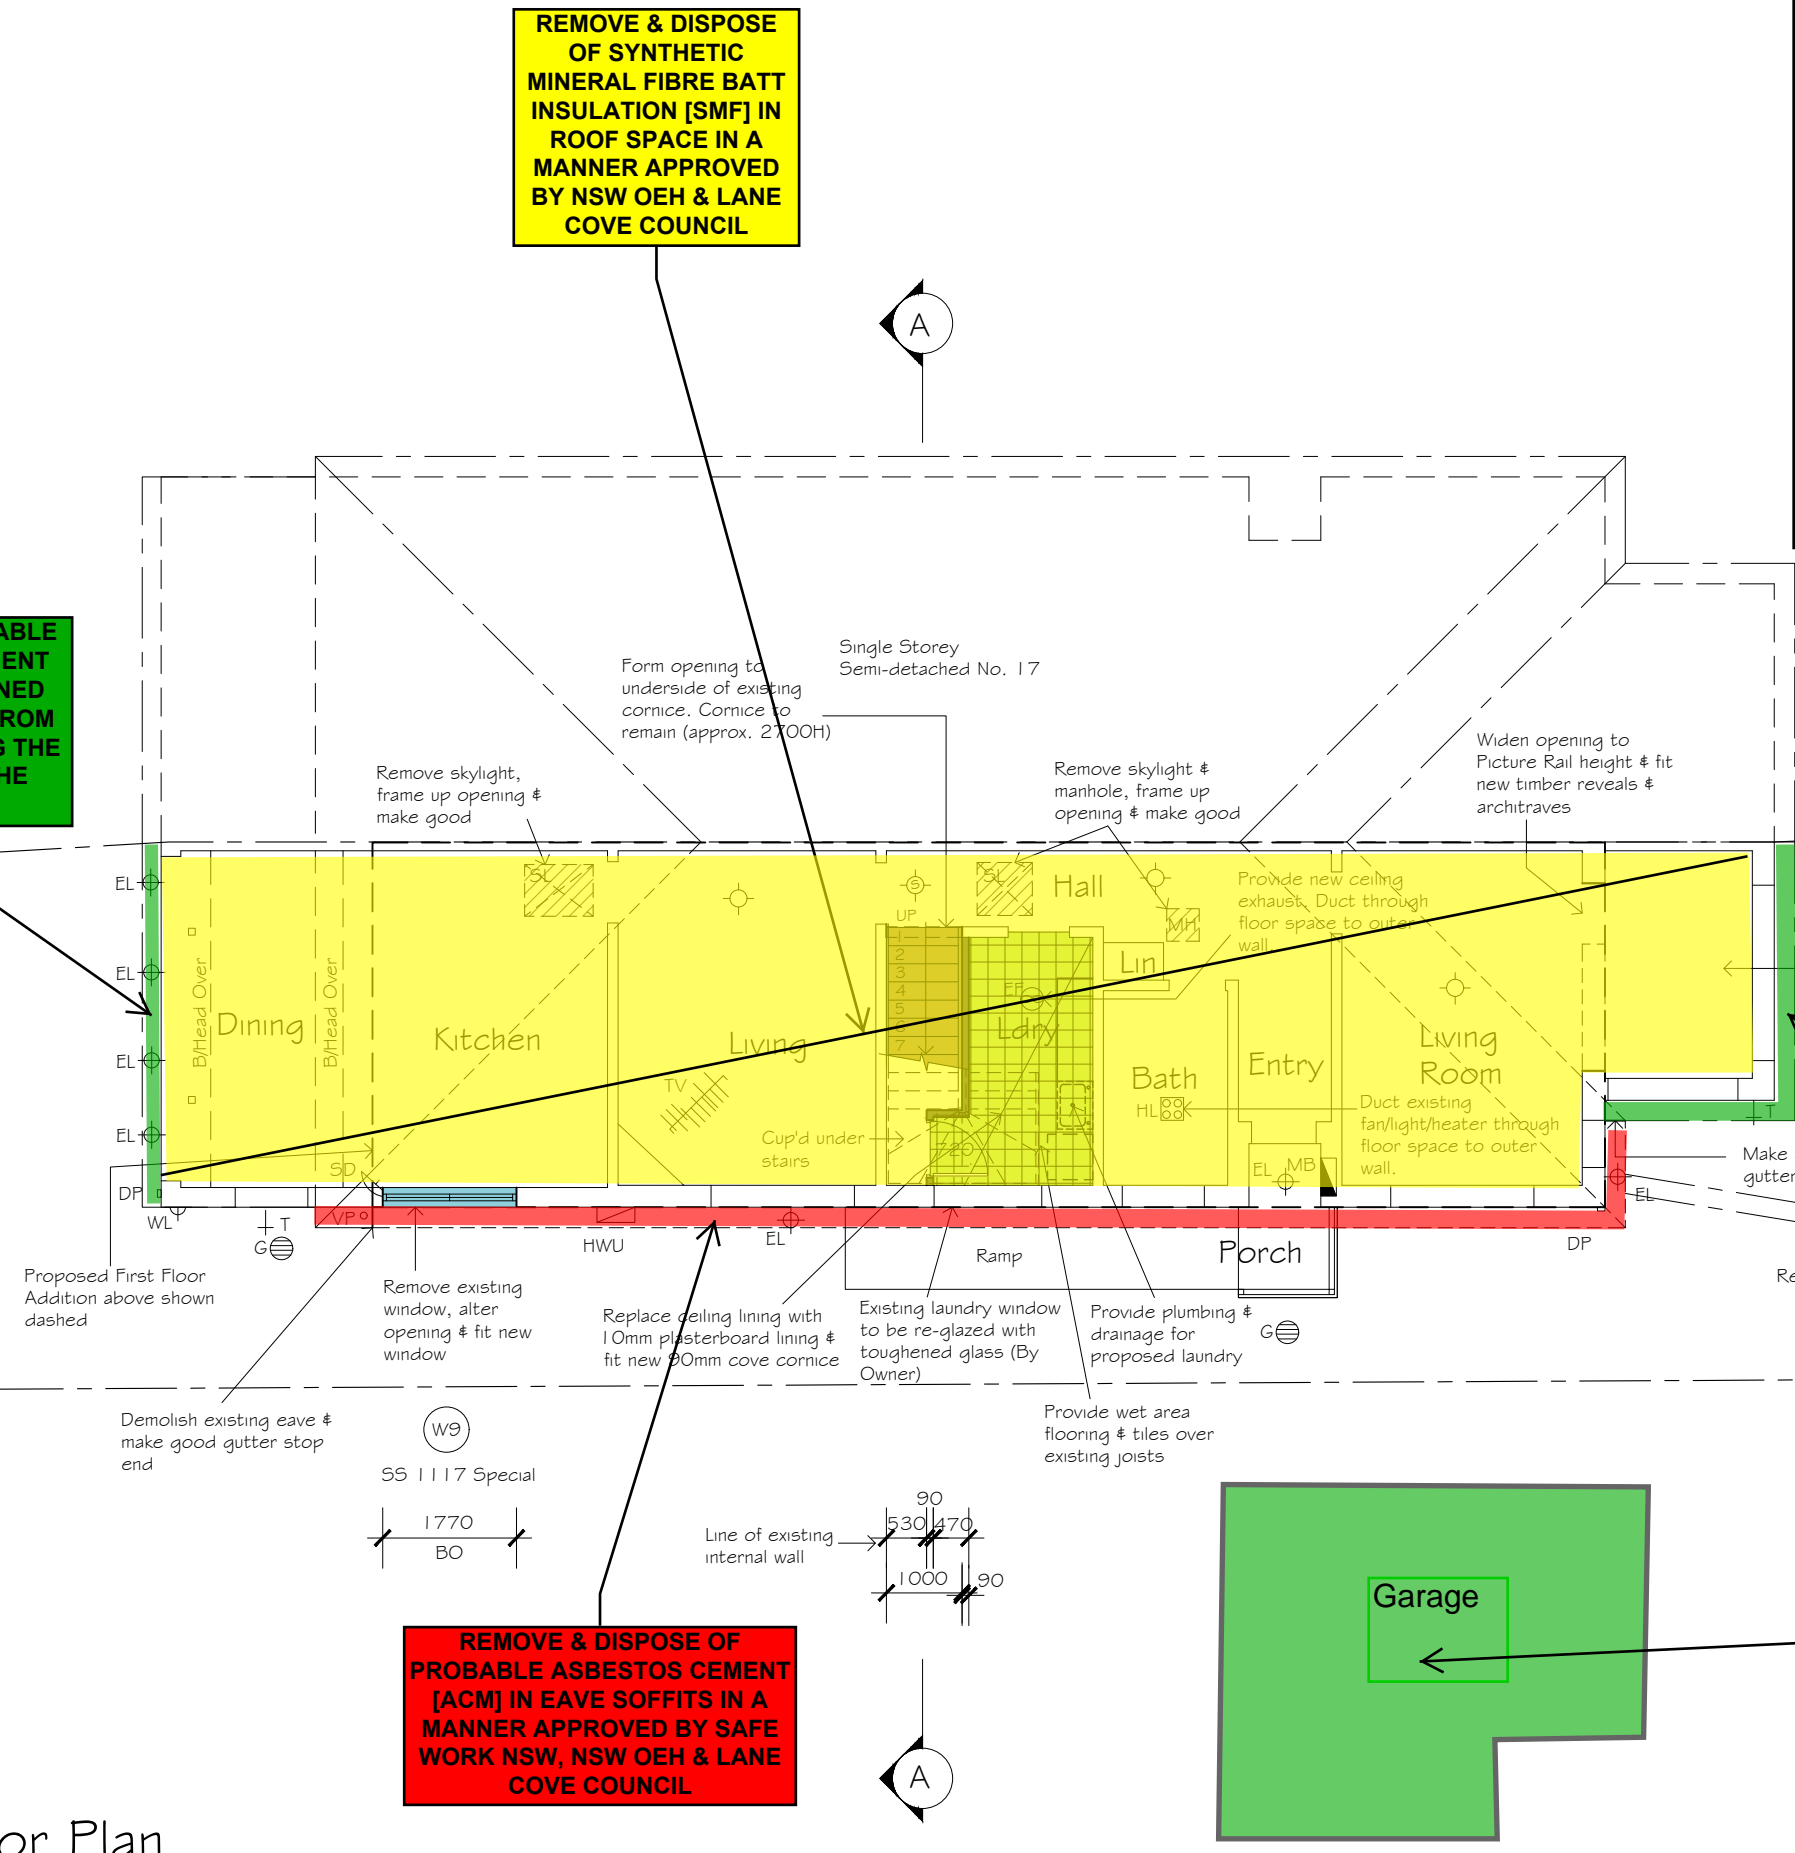 REMOVE & DISPOSE
OF SYNTHETIC
MINERAL FIBRE BATT
INSULATION [SMF] IN
ROOF SPACE IN A
MANNER APPROVED
BY NSW OEH & LANE
COVE COUNCIL
A
Single Storey
Semi-detached No. 17
Form opening to
underside of existing
cornice. Cornice to
remain (approx. 2700H)
Widen opening to
Picture Rail height & fit
new timber reveals &
architraves
Remove skylight,
frame up opening &
make good
Remove skylight &
manhole, frame up
opening & make good
THE
EL
EL
EL
EL
SL
S
SL
Hall
MH
Provide new ceiling
exhaust. Duct through
floor space to outer
wall.
UP
1
2
3
4
5
6
7
Lin
EF
B/Head Over
Dining
B/Head Over
Kitchen
Living
Ldry
Bath
Entry
Living
Room
TV
HL
Duct existing
fan/light/heater through
floor space to outer
wall.
Cup'd under
stairs
720
SD
EL
MB
T
Make
gutter
EL
DP
WL
T
G
VP
HWU
EL
Ramp
Porch
DP
G
Proposed First Floor
Addition above shown
dashed
Remove existing
window, alter
opening & fit new
window
Replace ceiling lining with
10mm plasterboard lining &
fit new 90mm cove cornice
Existing laundry window
to be re-glazed with
toughened glass (By
Owner)
Provide plumbing &
drainage for
proposed laundry
Re
Demolish existing eave &
make good gutter stop
end
W9
SS 1117 Special
1770
BO
Provide wet area
flooring & tiles over
existing joists
Line of existing
internal wall
90
530
470
1000
90
Garage
REMOVE & DISPOSE OF
PROBABLE ASBESTOS CEMENT
[ACM] IN EAVE SOFFITS IN A
MANNER APPROVED BY SAFE
WORK NSW, NSW OEH & LANE
COVE COUNCIL
A
Plan